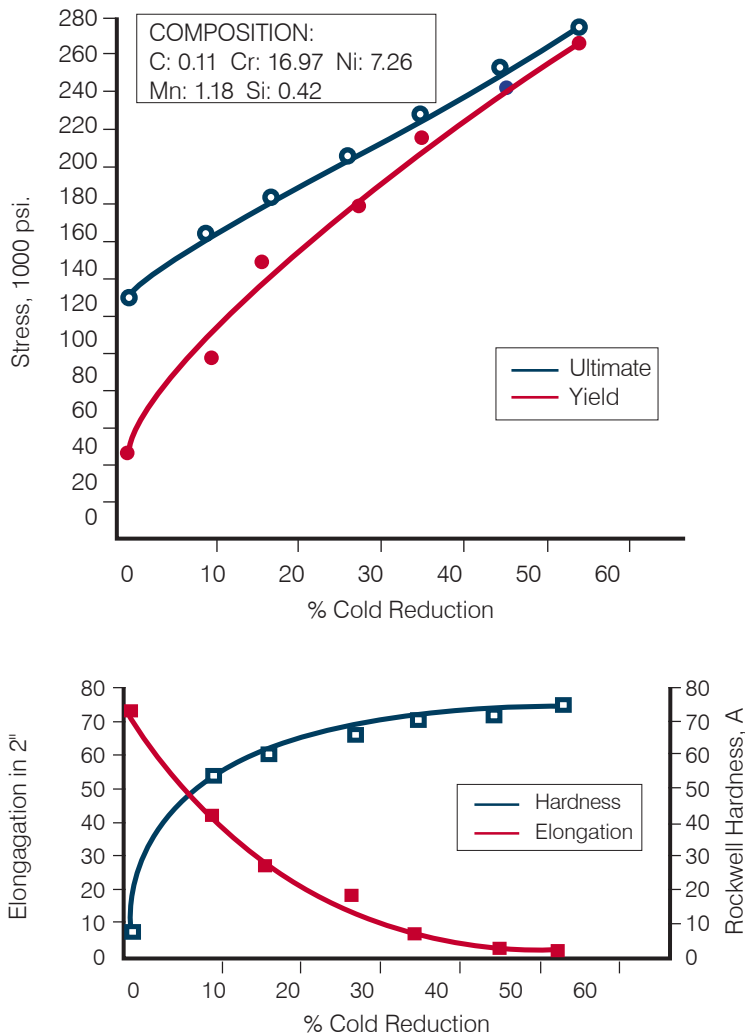 280
260
240
220
200
180
160
140
120
100
80
60
40
20
0
Stress, 1000 psi.
COMPOSITION:
C: 0.11 Cr: 16.97 Ni: 7.26
Mn: 1.18 Si: 0.42
Ultimate
Yield
0 10 20 30 40 50 60
% Cold Reduction
80
70
60
50
40
30
20
10
0
Elongagation in 2"
Hardness
Elongation
80
70
60
50
40
30
20
10
0
Rockwell Hardness, A
0 10 20 30 40 50 60
% Cold Reduction